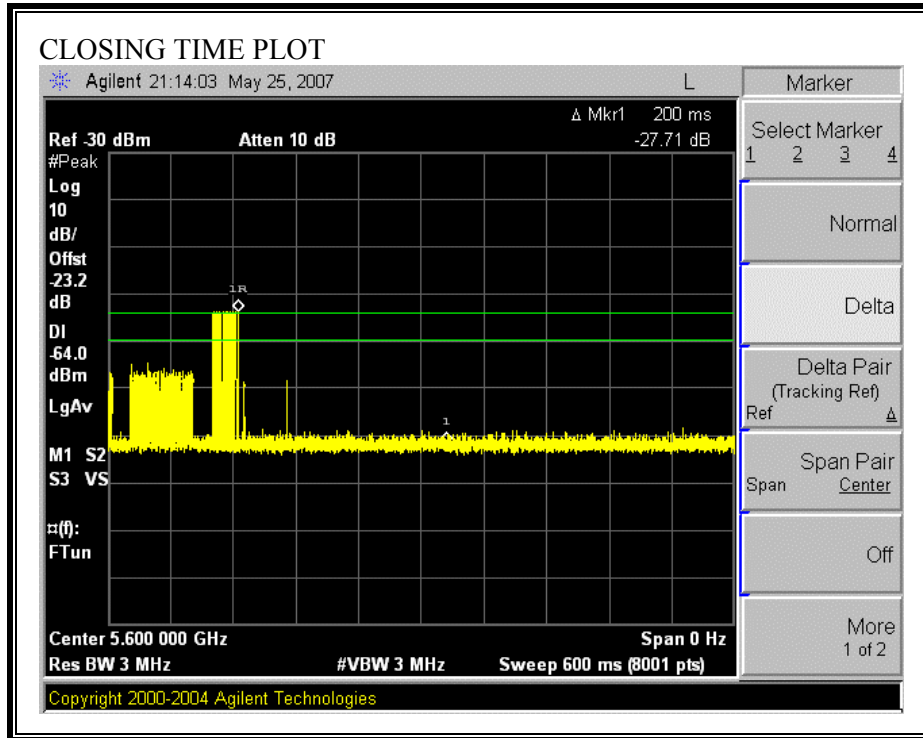 CLOSING TIME PLOT
Agilent 21:14:03 May 25, 2007 L
Δ Mkr1 200 ms
Ref -30 dBm Atten 10 dB -27.71 dB
#Peak
Log
10
dB/
Offst
-23.2
dB
DI
-64.0
dBm
LgAv
M1 S2
S3 VS
¤(f):
FTun
1R
1
Center 5.600 000 GHz Span 0 Hz
Res BW 3 MHz #VBW 3 MHz Sweep 600 ms (8001 pts)
Copyright 2000-2004 Agilent Technologies
Marker
Select Marker
1 2 3 4
Normal
Delta
Delta Pair
(Tracking Ref)
Ref Δ
Span Pair
Span Center
Off
More
1 of 2